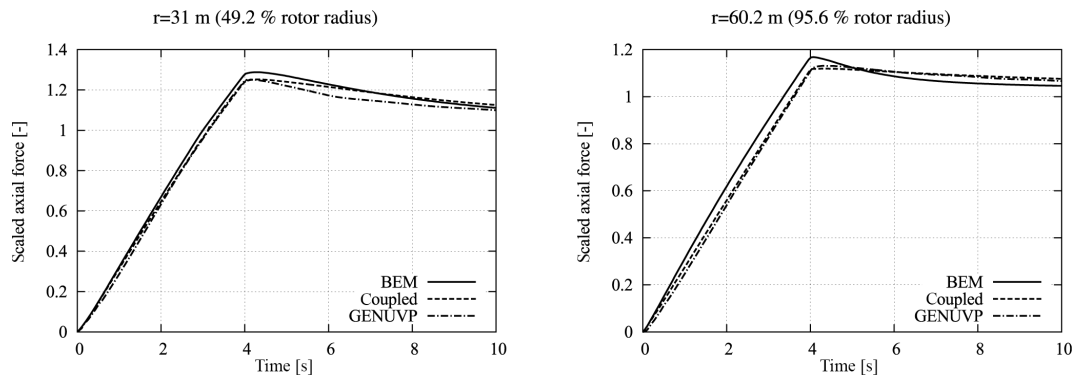 r=31 m (49.2 % rotor radius)
1.4
1.2
1
0.8
0.6
0.4
0.2
0
Scaled axial force [-]
BEM
Coupled
GENUVP
0 2 4 6 8 10
Time [s]
r=60.2 m (95.6 % rotor radius)
1.2
1
0.8
0.6
0.4
0.2
0
Scaled axial force [-]
BEM
Coupled
GENUVP
0 2 4 6 8 10
Time [s]